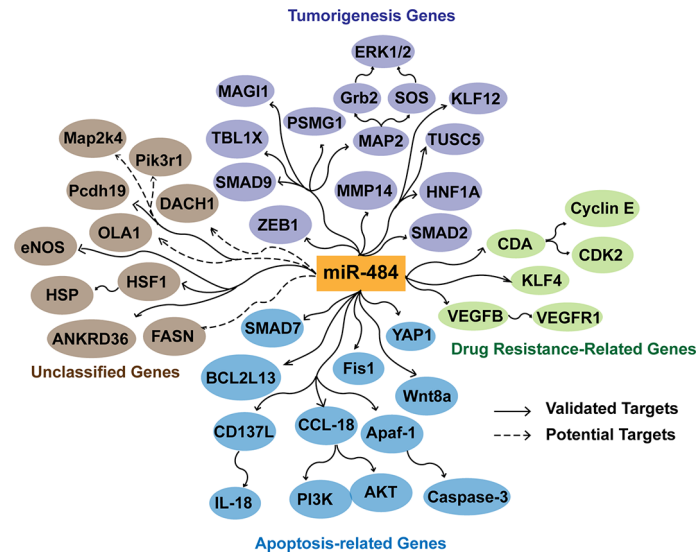 Tumorigenesis Genes
ERK1/2
MAGI1
Grb2
SOS
KLF12
PSMG1
TBL1X
MAP2
TUSC5
SMAD9
MMP14
HNF1A
ZEB1
SMAD2
Map2k4
Pik3r1
Pcdh19
DACH1
OLA1
eNOS
HSF1
HSP
ANKRD36
FASN
Unclassified Genes
miR-484
Cyclin E
CDA
CDK2
KLF4
VEGFB
VEGFR1
Drug Resistance-Related Genes
SMAD7
YAP1
BCL2L13
Fis1
Wnt8a
CD137L
CCL-18
Apaf-1
IL-18
PI3K
AKT
Caspase-3
Apoptosis-related Genes
Validated Targets
Potential Targets